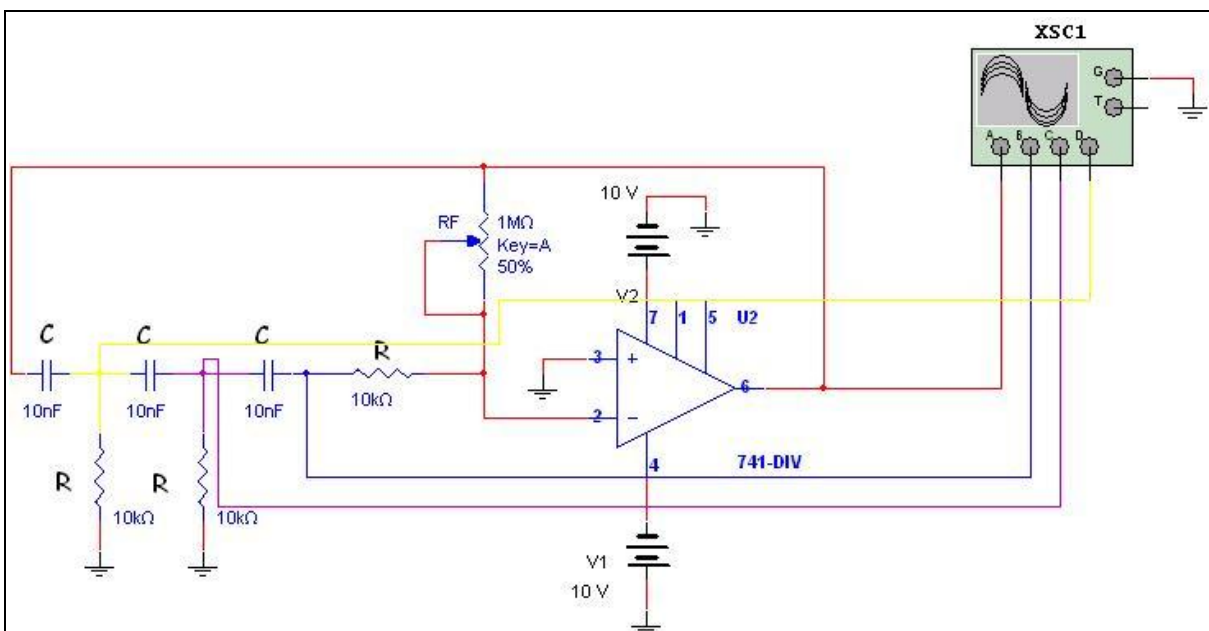 XSC1
G
T
A B C D
10 V
RF
1MΩ
Key=A
50%
V2
7 1 5 U2
C C C
R
3 +
6
10nF 10nF 10nF 10kΩ
2 −
4 741-DIV
R R
10kΩ 10kΩ
V1
10 V